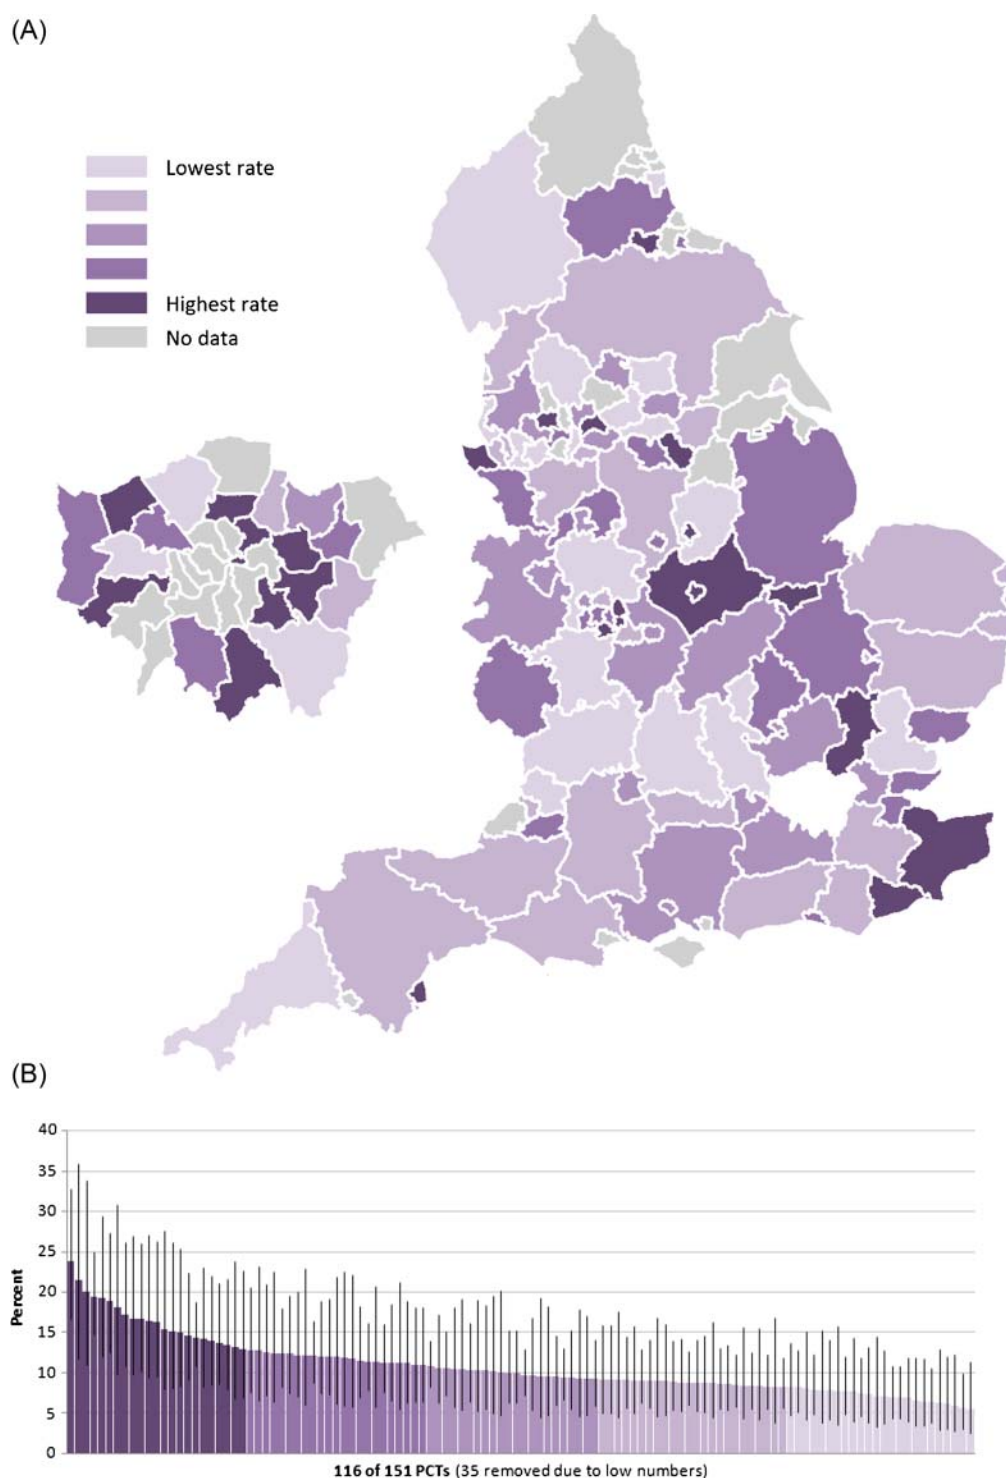 (A)
Lowest rate
Highest rate
No data
(B)
40
35
30
25
20
15
10
5
0
Percent
116 of 151 PCTs (35 removed due to low numbers)